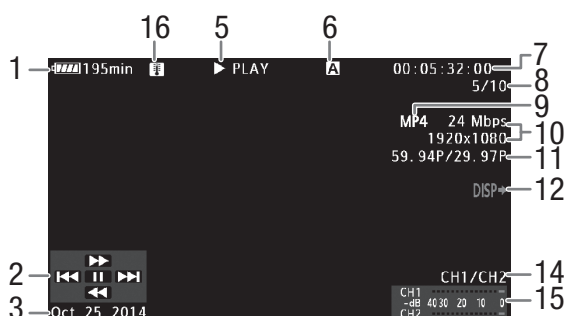 16 5 6
1 195min PLAY A 00:05:32:00 7
5/10 8
9
MP4 24 Mbps 10
1920x1080
59.94P/29.97P 11
DISP 12
2 CH1/CH2 14
CH1
-dB 40 30 20 10 0 15
3 Oct 25 2014 CH2